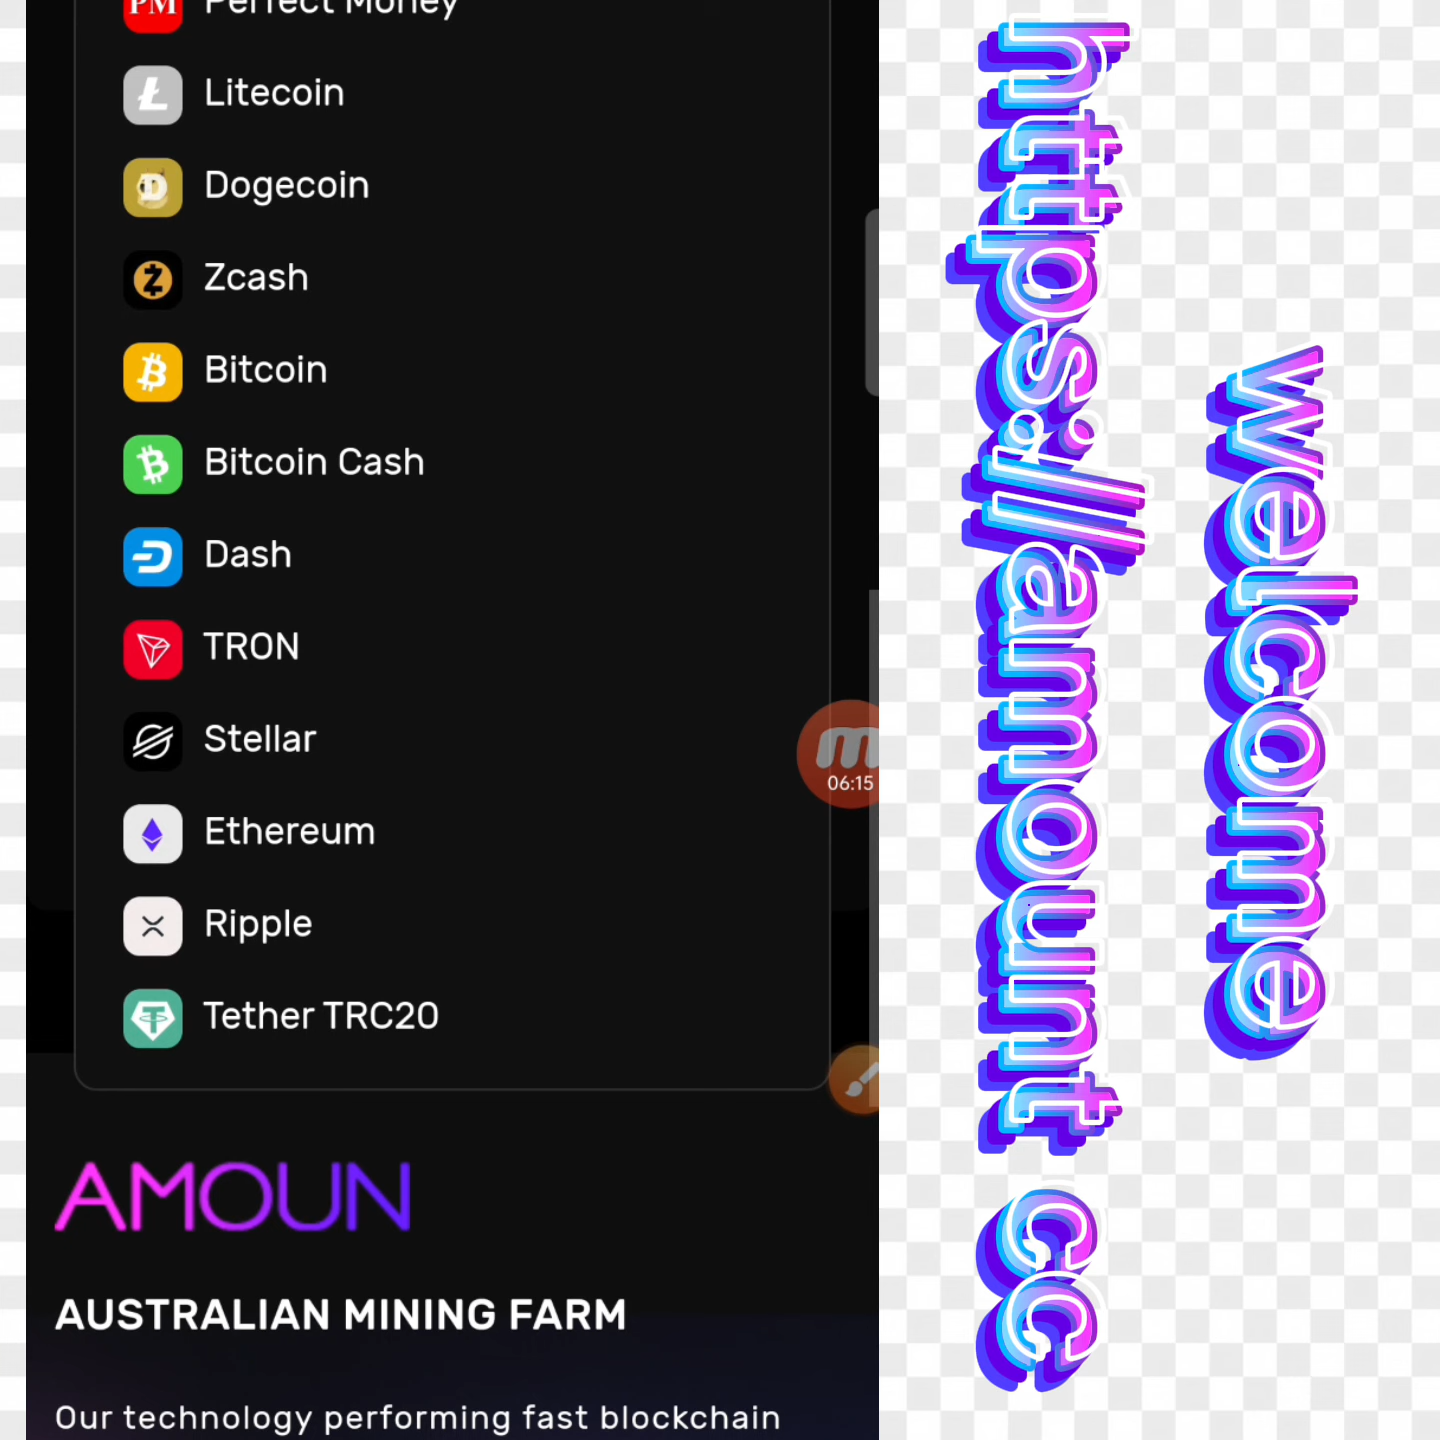 PM Perfect Money
Litecoin
Dogecoin
Zcash
Bitcoin
Bitcoin Cash
Dash
TRON
Stellar
06:15
Ethereum
Ripple
Tether TRC20
AMOUN
AUSTRALIAN MINING FARM
Our technology performing fast blockchain
https://amount cc
welcome